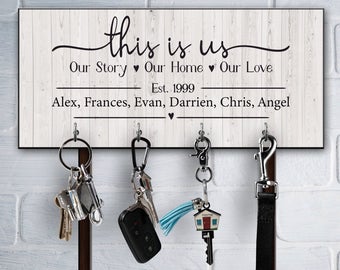 this is us
Our Story ♥ Our Home ♥ Our Love
Est. 1999
Alex, Frances, Evan, Darrien, Chris, Angel